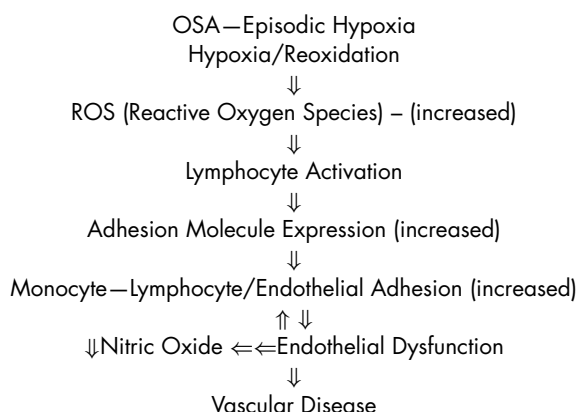 OSA—Episodic Hypoxia
Hypoxia/Reoxidation
⇓
ROS (Reactive Oxygen Species) – (increased)
⇓
Lymphocyte Activation
⇓
Adhesion Molecule Expression (increased)
⇓
Monocyte—Lymphocyte/Endothelial Adhesion (increased)
⇑ ⇓
⇓Nitric Oxide ⇐⇐Endothelial Dysfunction
⇓
Vascular Disease